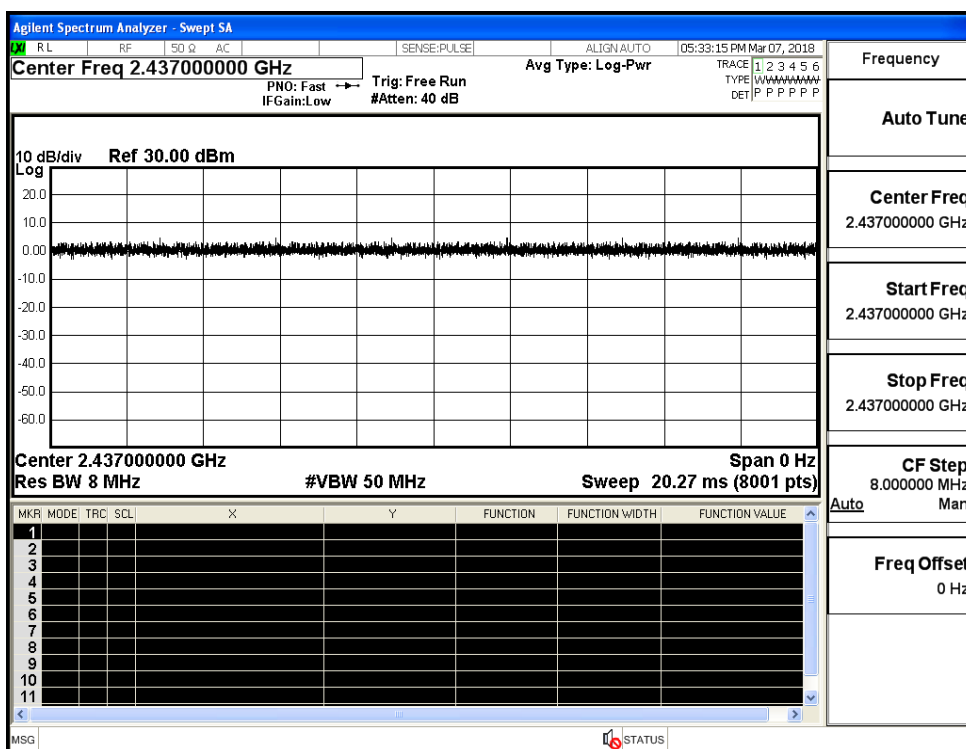 Agilent Spectrum Analyzer - Swept SA
LXI RL RF 50 Ω AC SENSE:PULSE ALIGN AUTO 05:33:15 PM Mar 07, 2018
Center Freq 2.437000000 GHz
Avg Type: Log-Pwr
TRACE 1 2 3 4 5 6
PNO: Fast Trig: Free Run
TYPE
IFGain:Low #Atten: 40 dB
DET P P P P P P
10 dB/div Ref 30.00 dBm
Log
20.0
10.0
0.00
-10.0
-20.0
-30.0
-40.0
-50.0
-60.0
Center 2.437000000 GHz Span 0 Hz
Res BW 8 MHz #VBW 50 MHz Sweep 20.27 ms (8001 pts)
MKR MODE TRC SCL X Y FUNCTION FUNCTION WIDTH FUNCTION VALUE
1
2
3
4
5
6
7
8
9
10
11
MSG STATUS
Frequency
Auto Tune
Center Freq
2.437000000 GHz
Start Freq
2.437000000 GHz
Stop Freq
2.437000000 GHz
CF Step
8.000000 MHz
Auto Man
Freq Offset
0 Hz